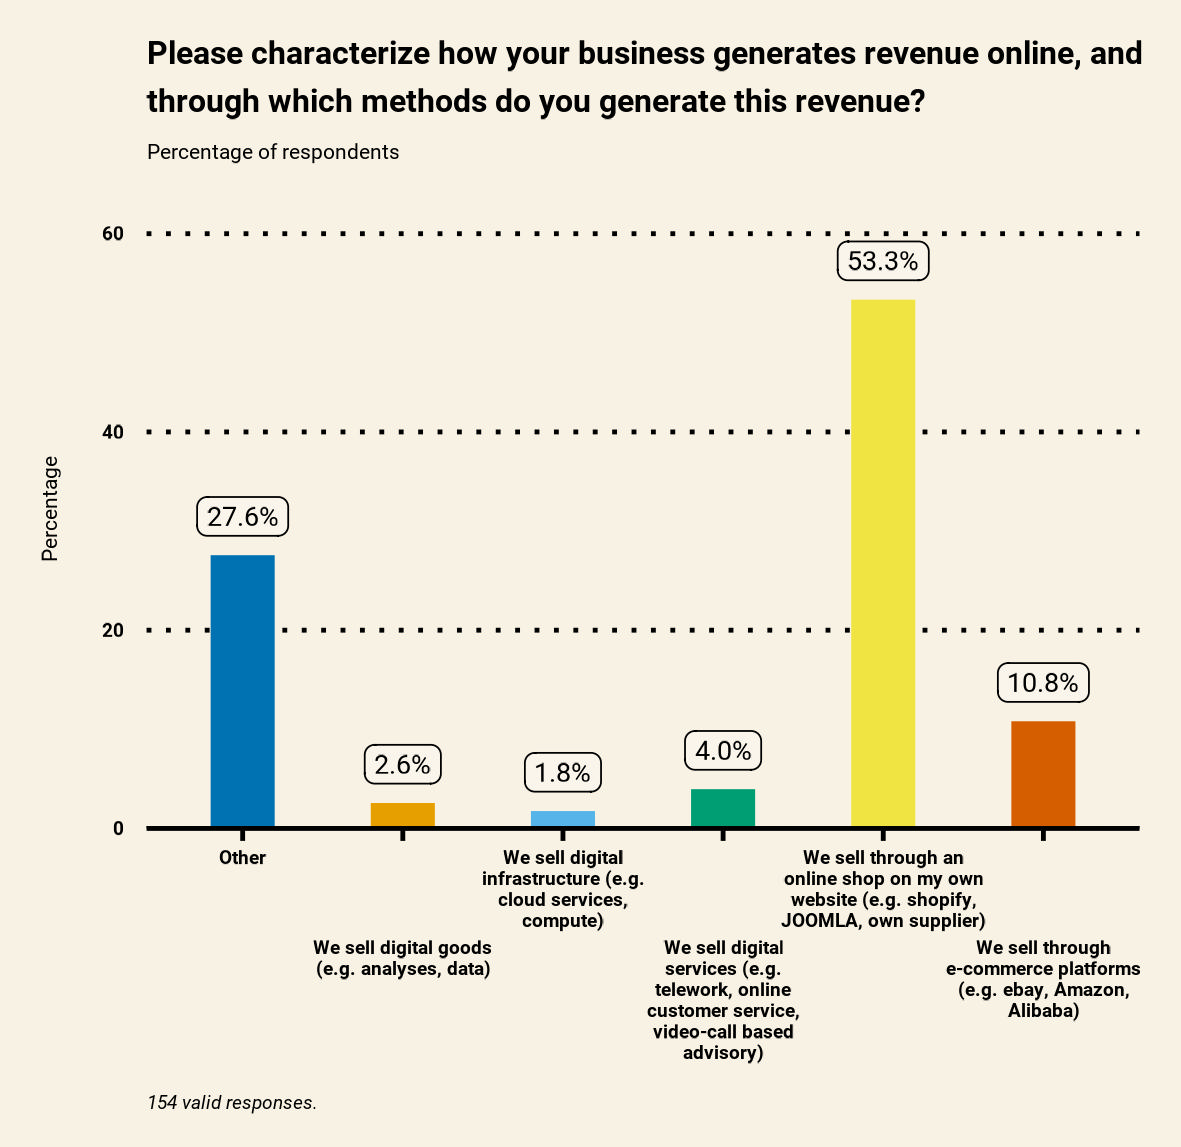 Please characterize how your business generates revenue online, and
through which methods do you generate this revenue?
Percentage of respondents
60
53.3%
40
Percentage
27.6%
20
10.8%
4.0%
2.6%
1.8%
0
Other
We sell digital
infrastructure (e.g.
cloud services,
compute)
We sell through an
online shop on my own
website (e.g. shopify,
JOOMLA, own supplier)
We sell digital goods
(e.g. analyses, data)
We sell digital
services (e.g.
telework, online
customer service,
video-call based
advisory)
We sell through
e-commerce platforms
(e.g. ebay, Amazon,
Alibaba)
154 valid responses.